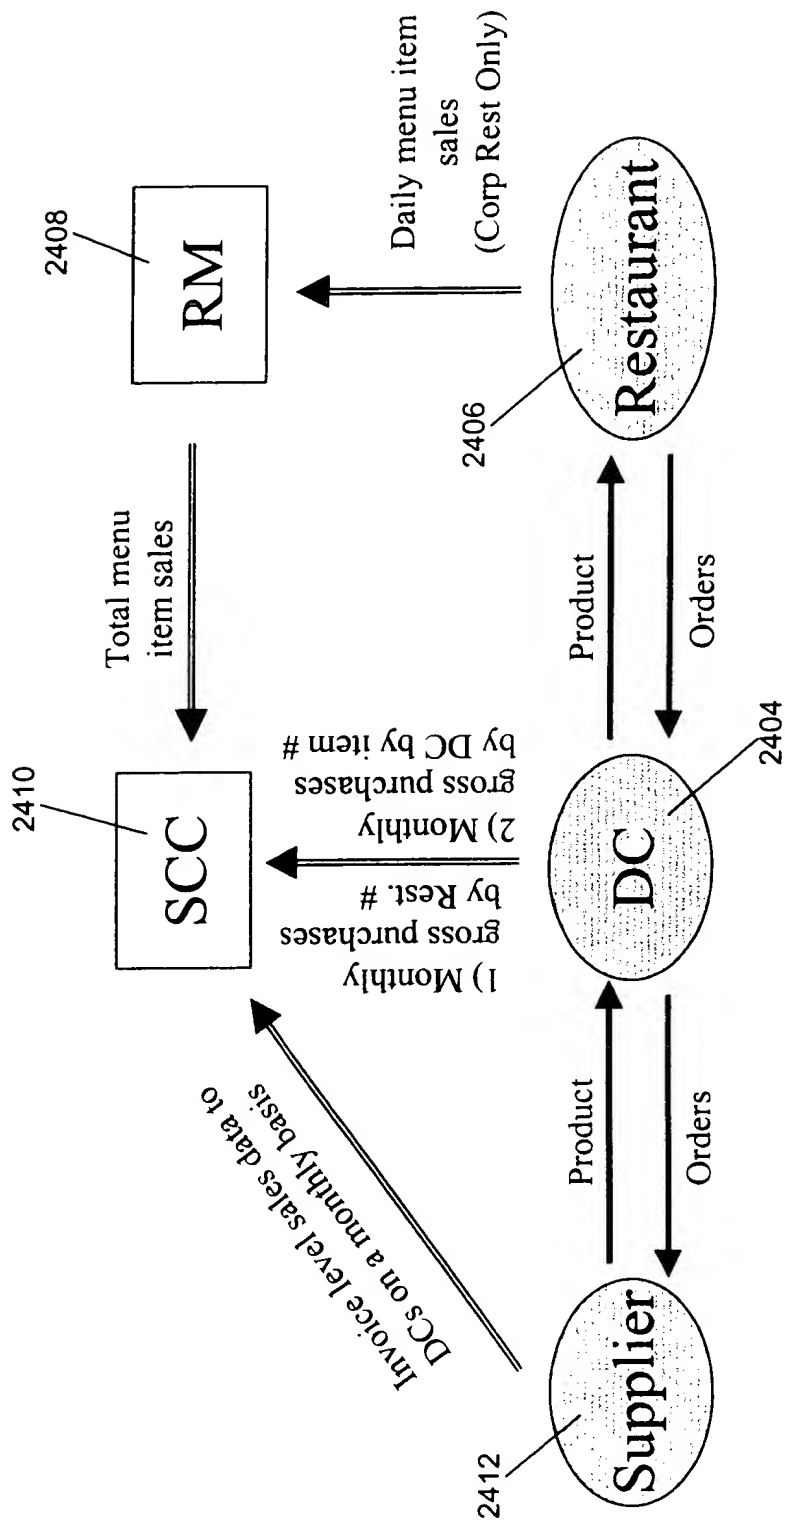 2410
SCC
Total menu
item sales
2408
RM
Invoice level sales data to
DCs on a monthly basis
1) Monthly
gross purchases
by Rest. #
2) Monthly
gross purchases
by DC by item #
Daily menu item
sales
(Corp Rest Only)
2412
Supplier
Product
Orders
DC
2404
Product
Orders
2406
Restaurant